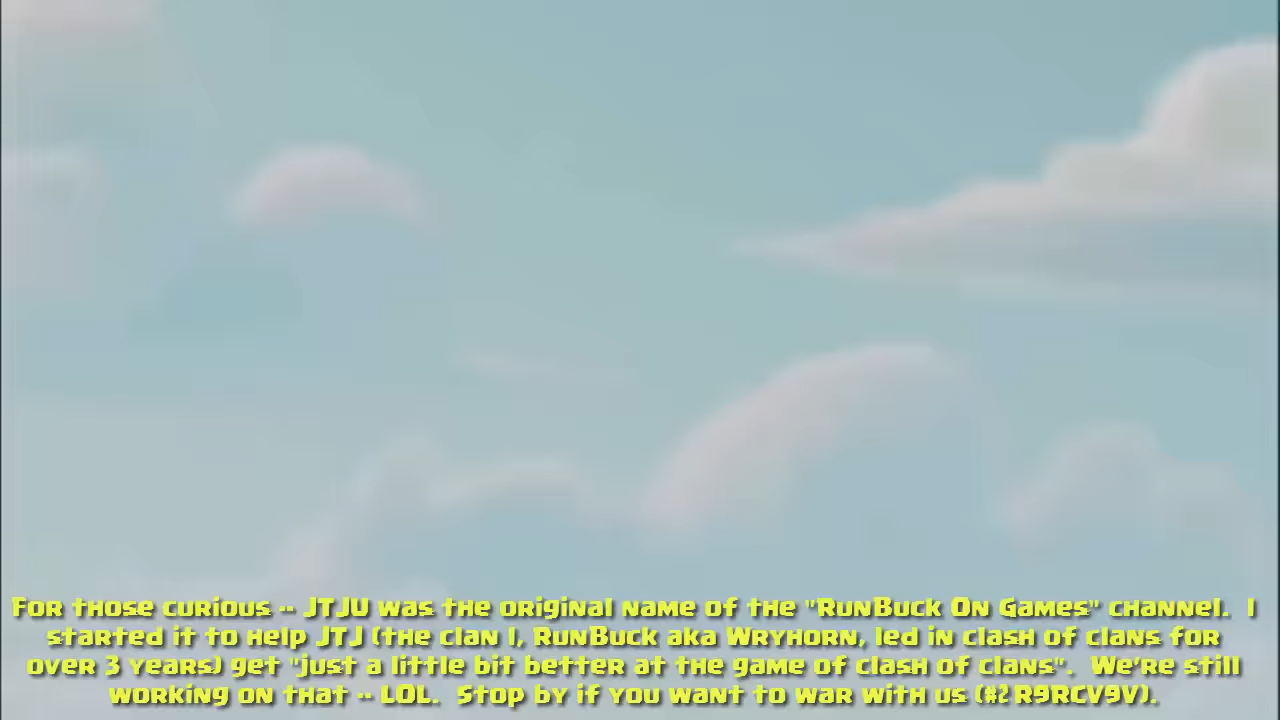 For those curious -- JTJU was the original name of the "RunBuck On Games" channel.  I
started it to help JTJ (the clan I, RunBuck aka Wryhorn, led in clash of clans for
over 3 years) get "just a little bit better at the game of clash of clans".  We're still
working on that -- LOL.  Stop by if you want to war with us (#2R9RCV9V).